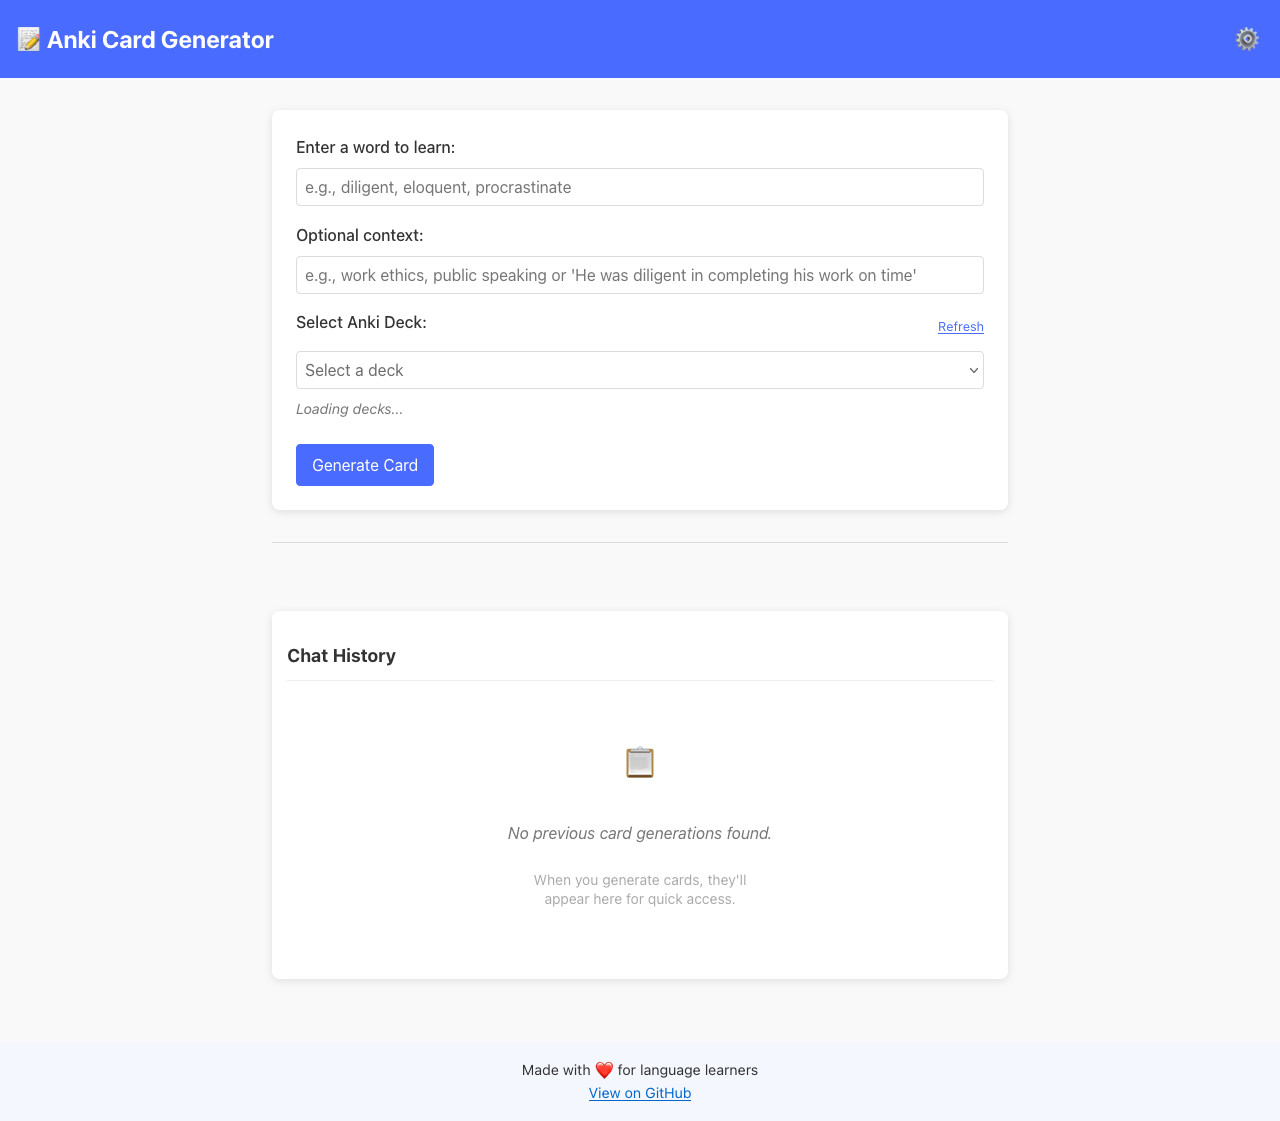 Anki Card Generator
Enter a word to learn:
e.g., diligent, eloquent, procrastinate
Optional context:
e.g., work ethics, public speaking or 'He was diligent in completing his work on time'
Select Anki Deck:
Refresh
Select a deck
Loading decks...
Generate Card
Chat History
No previous card generations found.
When you generate cards, they'll
appear here for quick access.
Made with ❤️ for language learners
View on GitHub